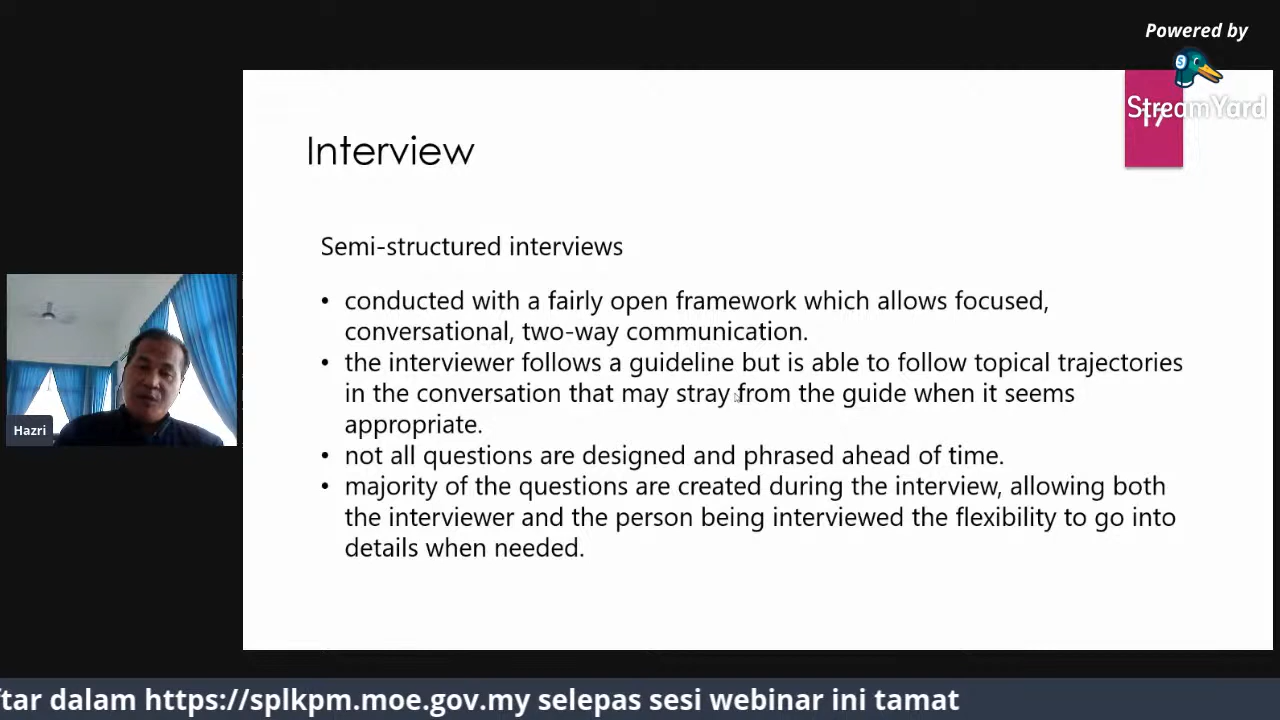 Powered by
StreamYard
17
Interview
Semi-structured interviews
• conducted with a fairly open framework which allows focused,
conversational, two-way communication.
• the interviewer follows a guideline but is able to follow topical trajectories
in the conversation that may stray from the guide when it seems
appropriate.
• not all questions are designed and phrased ahead of time.
• majority of the questions are created during the interview, allowing both
the interviewer and the person being interviewed the flexibility to go into
details when needed.
Hazri
ftar dalam https://splkpm.moe.gov.my selepas sesi webinar ini tamat